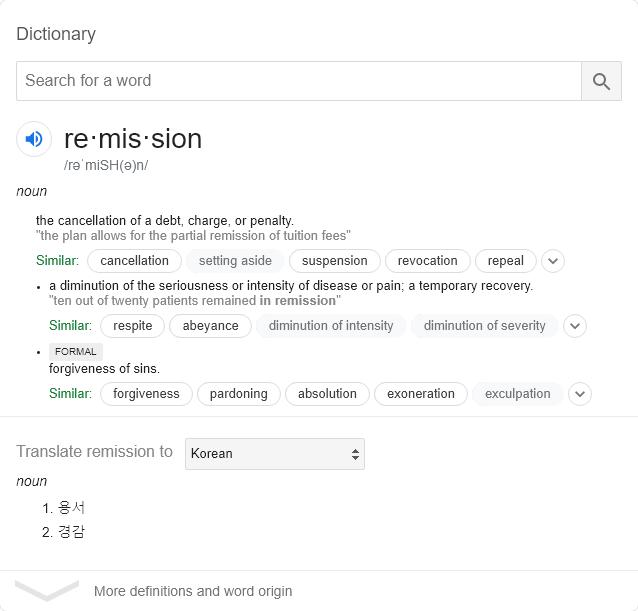 Dictionary
Search for a word
re·mis·sion
/rəˈmiSH(ə)n/
noun
the cancellation of a debt, charge, or penalty.
"the plan allows for the partial remission of tuition fees"
Similar: cancellation setting aside suspension revocation repeal
• a diminution of the seriousness or intensity of disease or pain; a temporary recovery.
"ten out of twenty patients remained in remission"
Similar: respite abeyance diminution of intensity diminution of severity
• FORMAL
forgiveness of sins.
Similar: forgiveness pardoning absolution exoneration exculpation
Translate remission to Korean
noun
1. 용서
2. 경감
More definitions and word origin